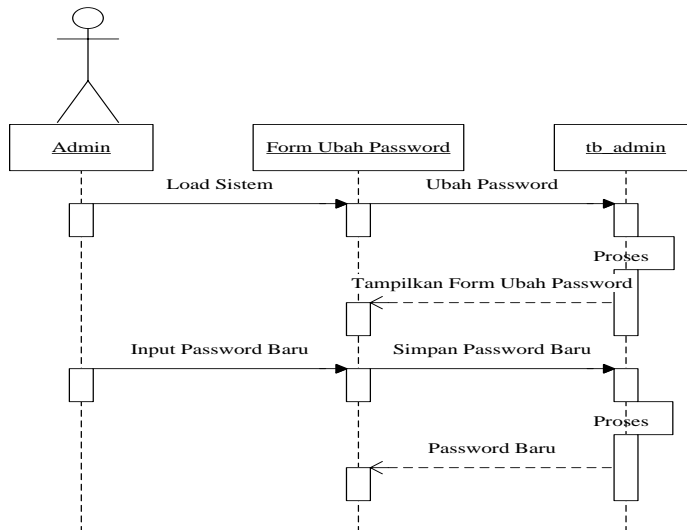 Admin
Form Ubah Password
tb_admin
Load Sistem
Ubah Password
Proses
Tampilkan Form Ubah Password
Input Password Baru
Simpan Password Baru
Proses
Password Baru